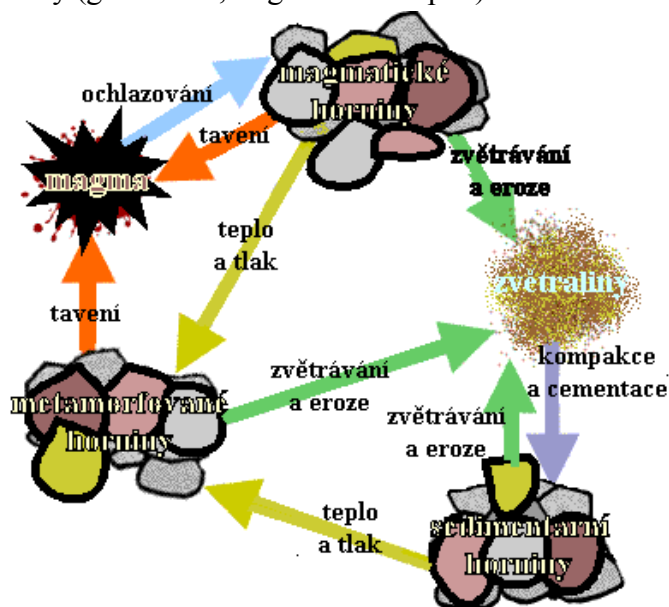 magmatické
horniny
ochlazování
tavení
zvětrávání
a eroze
magma
teplo
a tlak
zvětraliny
tavení
kompakce
a cementace
zvětrávání
a eroze
metamorfované
horniny
zvětrávání
a eroze
teplo
a tlak
sedimentární
horniny